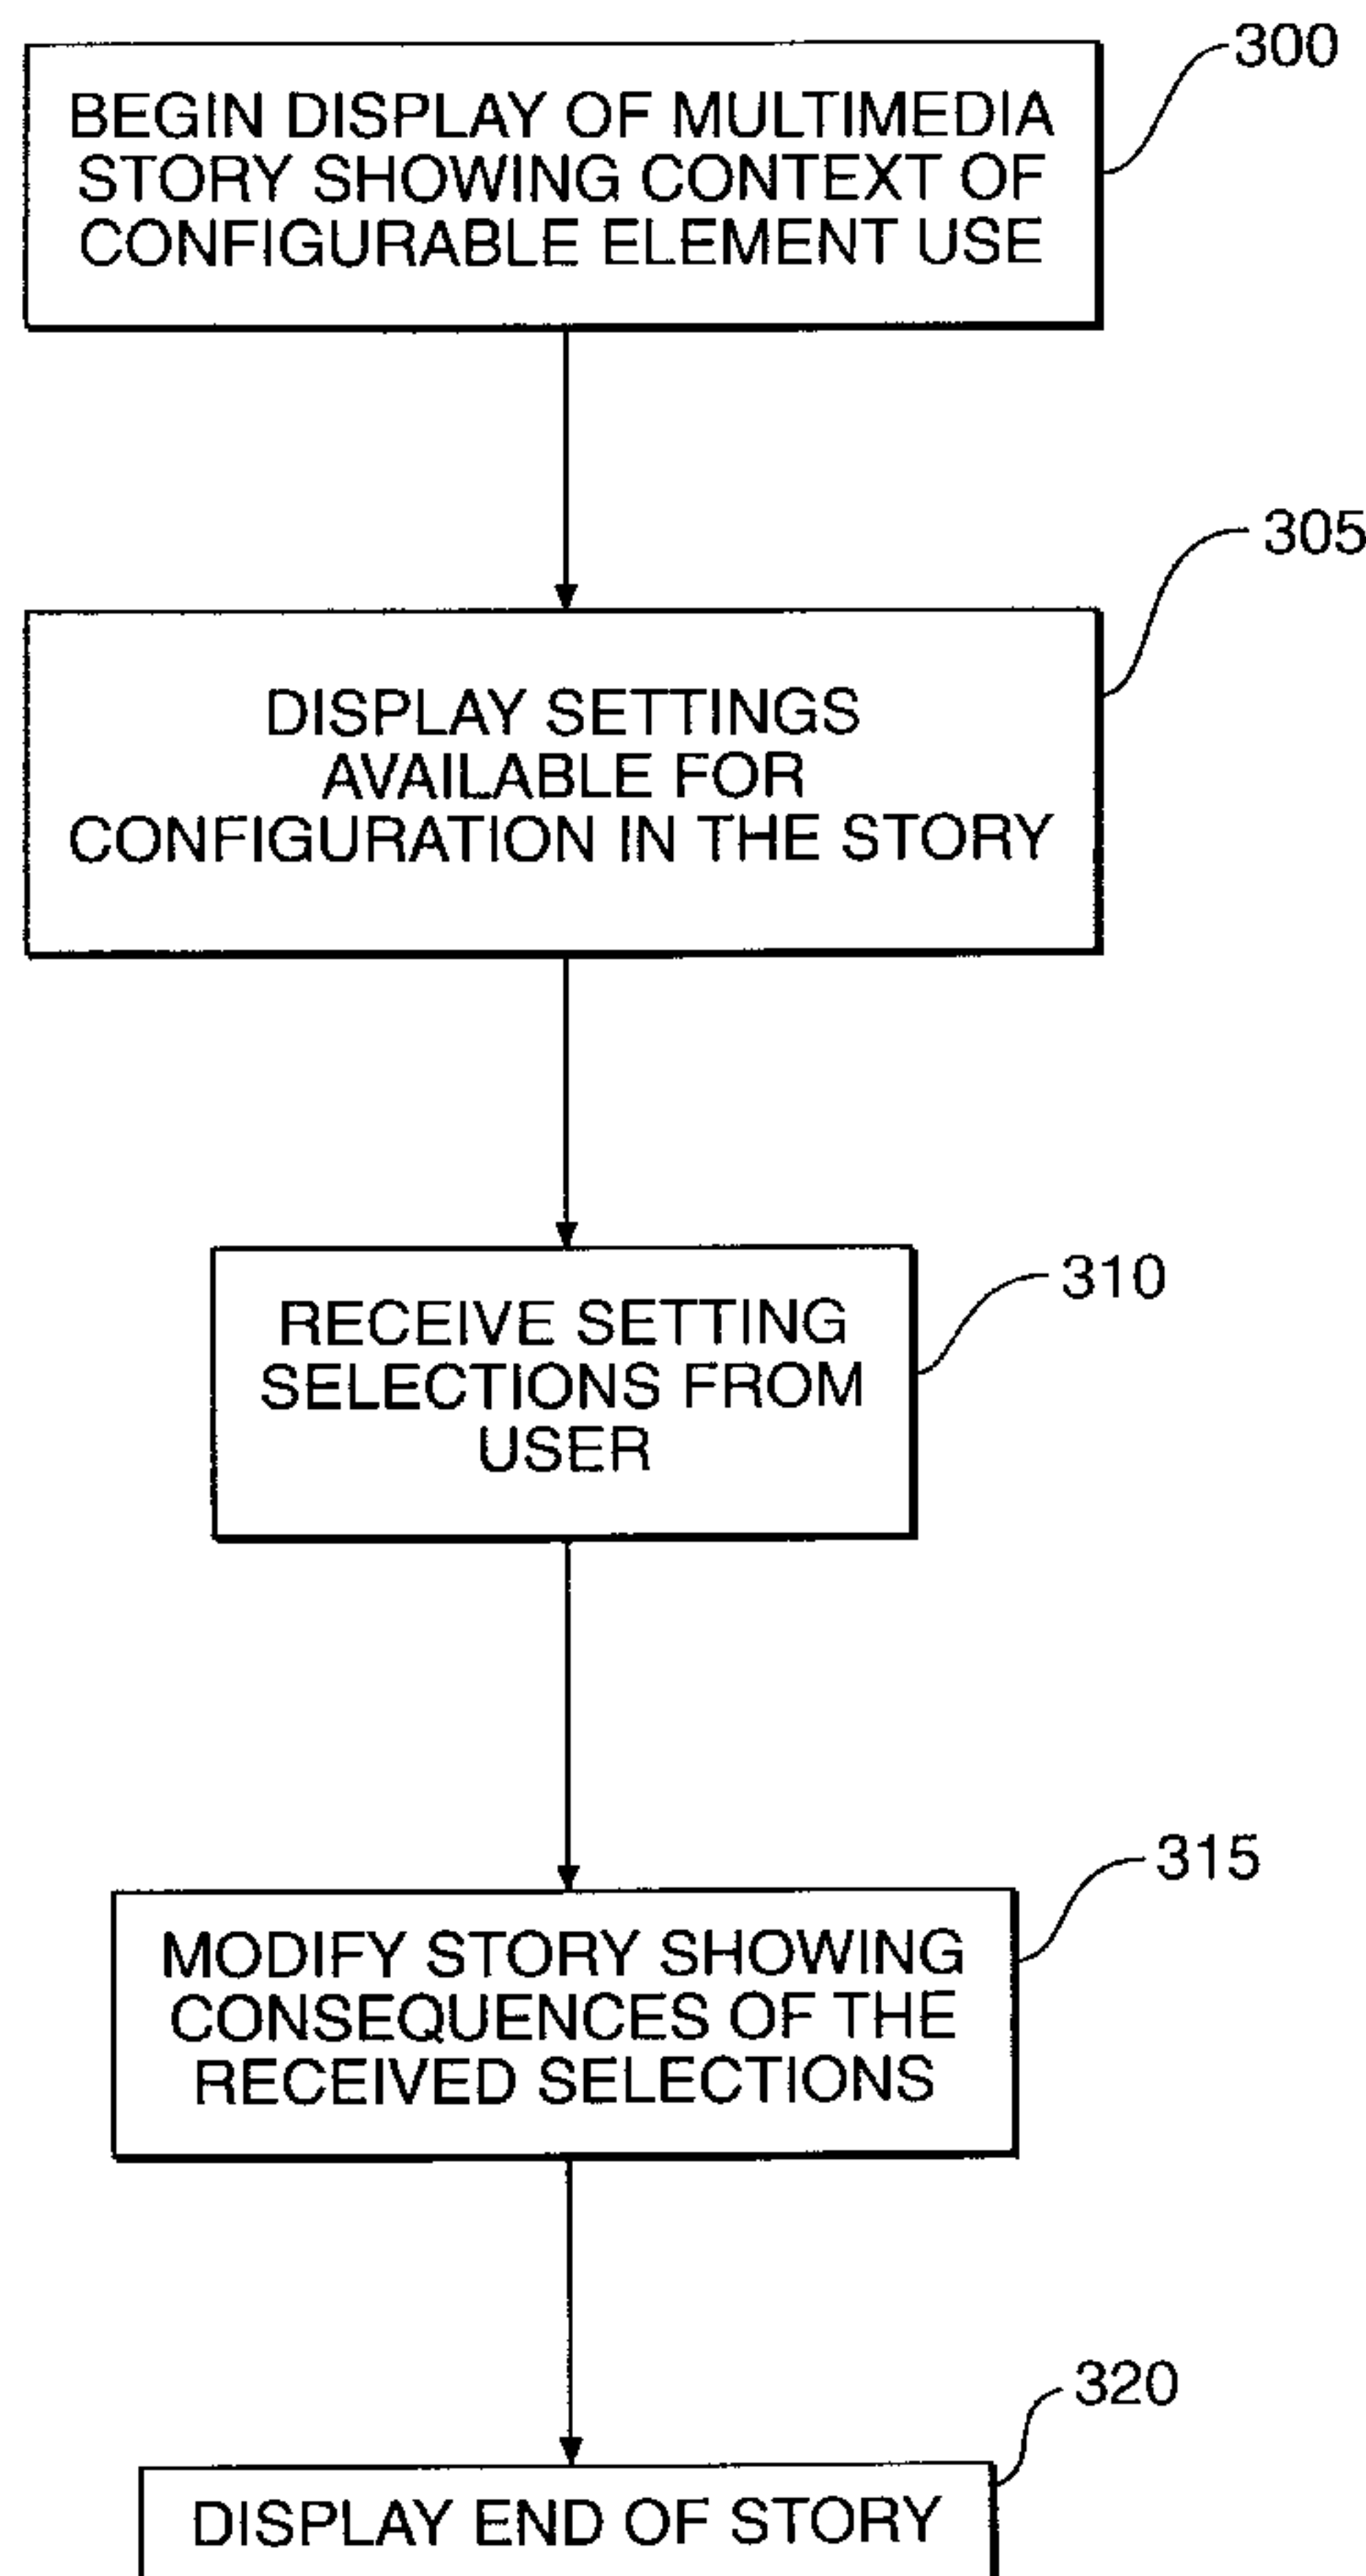 300
BEGIN DISPLAY OF MULTIMEDIA
STORY SHOWING CONTEXT OF
CONFIGURABLE ELEMENT USE
305
DISPLAY SETTINGS
AVAILABLE FOR
CONFIGURATION IN THE STORY
310
RECEIVE SETTING
SELECTIONS FROM
USER
315
MODIFY STORY SHOWING
CONSEQUENCES OF THE
RECEIVED SELECTIONS
320
DISPLAY END OF STORY